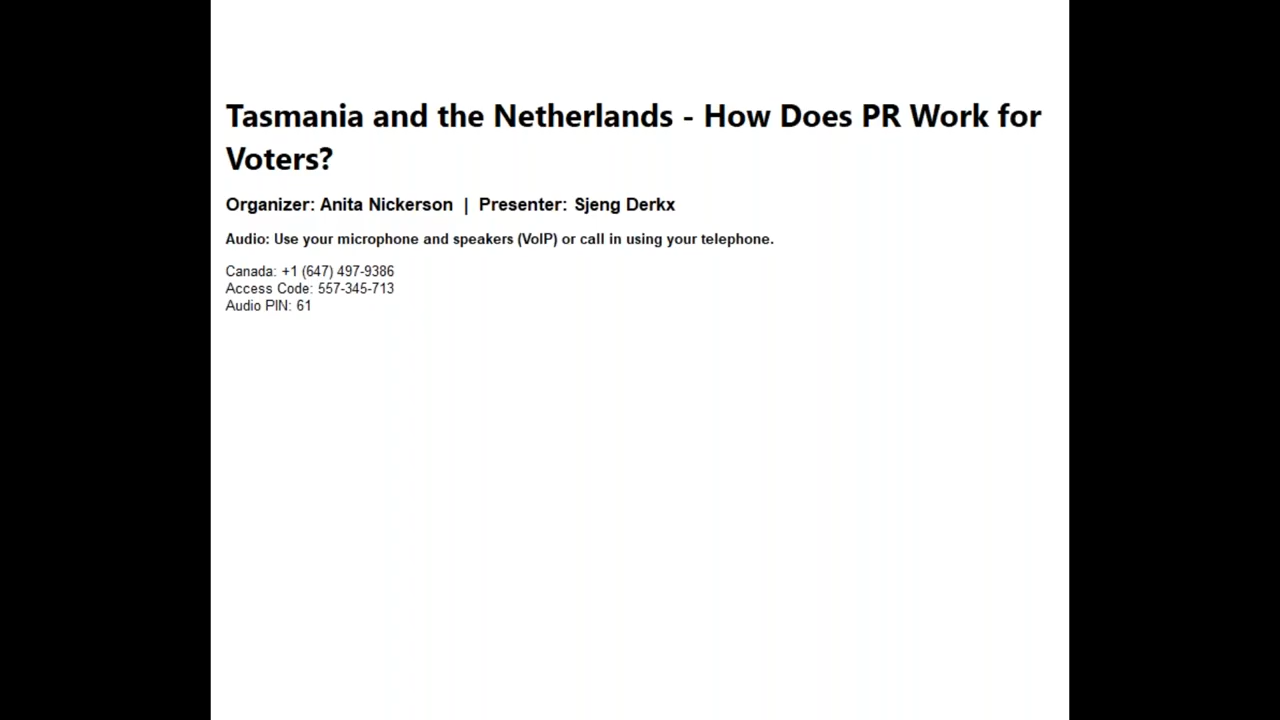 Tasmania and the Netherlands - How Does PR Work for
Voters?
Organizer: Anita Nickerson | Presenter: Sjeng Derkx
Audio: Use your microphone and speakers (VoIP) or call in using your telephone.
Canada: +1 (647) 497-9386
Access Code: 557-345-713
Audio PIN: 61